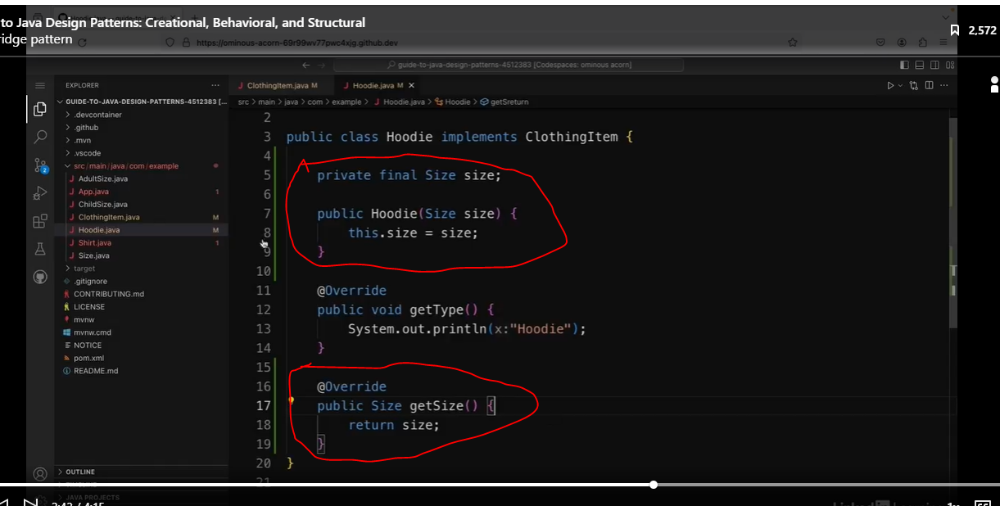 to Java Design Patterns: Creational, Behavioral, and Structural
ridge pattern
https://ominous-acorn-69r99wv77pwc4xjg.github.dev
2,572
guide-to-java-design-patterns-4512383 [Codespaces: ominous acorn]
EXPLORER
ClothingItem.java M
Hoodie.java M
GUIDE-TO-JAVA-DESIGN-PATTERNS-4512383 [...
src > main > java > com > example > Hoodie.java > Hoodie > getSreturn
.devcontainer
.github
.mvn
.vscode
src/main/java/com/example
AdultSize.java
App.java 1
ChildSize.java
ClothingItem.java M
Hoodie.java M
Shirt.java 1
Size.java
target
.gitignore
CONTRIBUTING.md
LICENSE
mvnw
mvnw.cmd
NOTICE
pom.xml
README.md
2
2
3 public class Hoodie implements ClothingItem {
4
5 private final Size size;
6
7 public Hoodie(Size size) {
8 this.size = size;
9 }
10
11 @Override
12 public void getType() {
13 System.out.println(x:"Hoodie");
14 }
15
16 @Override
17 public Size getSize() {
18 return size;
19 }
20 }
21
OUTLINE
TIMELINE
JAVA PROJECTS
3:42 / 4:15
1x